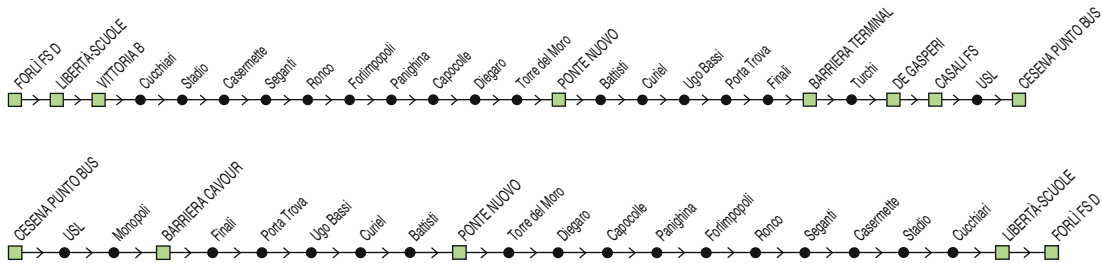 FORLÌ FS D
LIBERTÀ-SCUOLE
VITTORIA B
Cucchiari
Stadio
Casermette
Seganti
Ronco
Forlimpopoli
Panighina
Capocolle
Diegaro
Torre del Moro
PONTE NUOVO
Battisti
Curiel
Ugo Bassi
Porta Trova
Finali
BARRIERA TERMINAL
Turchi
DE GASPERI
CASALI FS
USL
CESENA PUNTO BUS
CESENA PUNTO BUS
USL
Monopoli
BARRIERA CAVOUR
Finali
Porta Trova
Ugo Bassi
Curiel
Battisti
PONTE NUOVO
Torre del Moro
Diegaro
Capocolle
Panighina
Forlimpopoli
Ronco
Seganti
Casermette
Stadio
Cucchiari
LIBERTÀ-SCUOLE
FORLÌ FS D